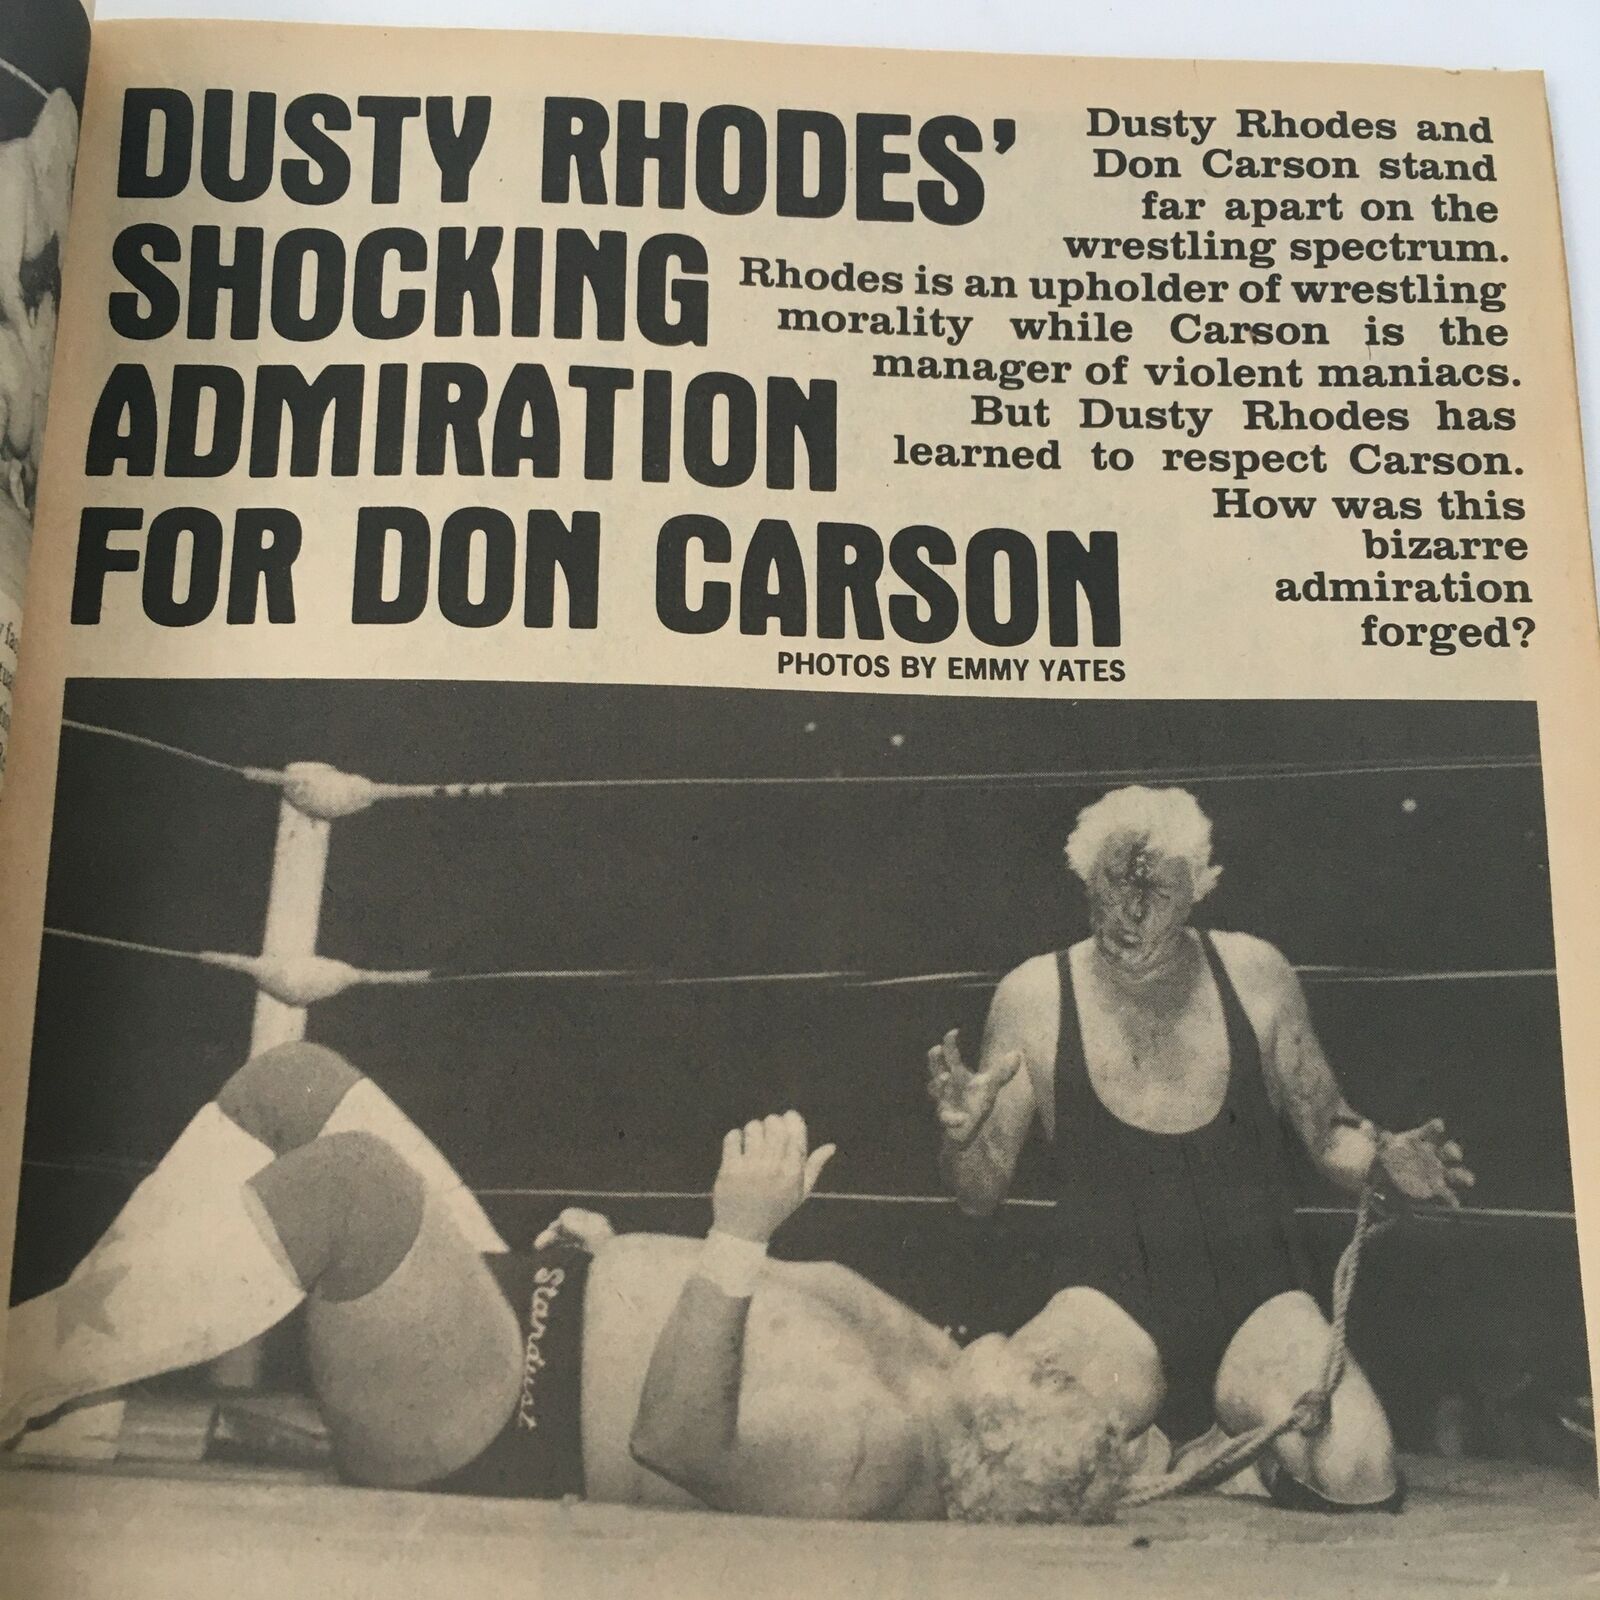 DUSTY RHODES'
SHOCKING
ADMIRATION
FOR DON CARSON
PHOTOS BY EMMY YATES
Dusty Rhodes and
Don Carson stand
far apart on the
wrestling spectrum.
Rhodes is an upholder of wrestling
morality while Carson is the
manager of violent maniacs.
But Dusty Rhodes has
learned to respect Carson.
How was this
bizarre
admiration
forged?
Stardust